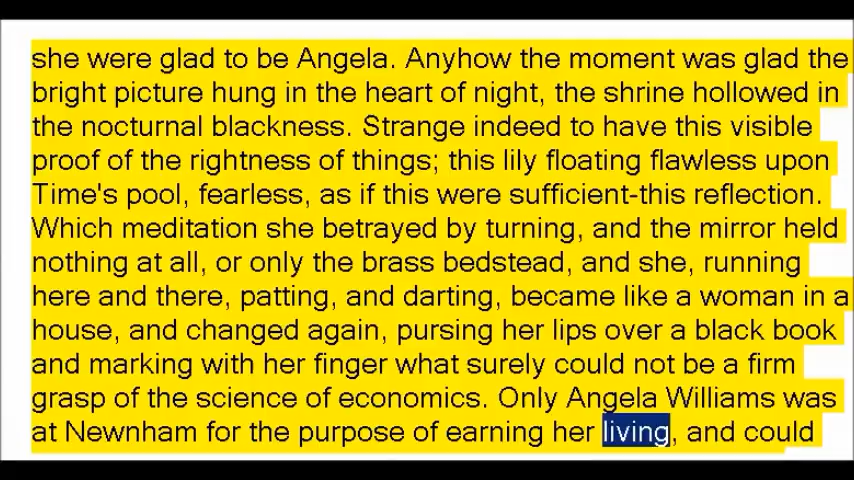 she were glad to be Angela. Anyhow the moment was glad the
bright picture hung in the heart of night, the shrine hollowed in
the nocturnal blackness. Strange indeed to have this visible
proof of the rightness of things; this lily floating flawless upon
Time's pool, fearless, as if this were sufficient-this reflection.
Which meditation she betrayed by turning, and the mirror held
nothing at all, or only the brass bedstead, and she, running
here and there, patting, and darting, became like a woman in a
house, and changed again, pursing her lips over a black book
and marking with her finger what surely could not be a firm
grasp of the science of economics. Only Angela Williams was
at Newnham for the purpose of earning her living, and could